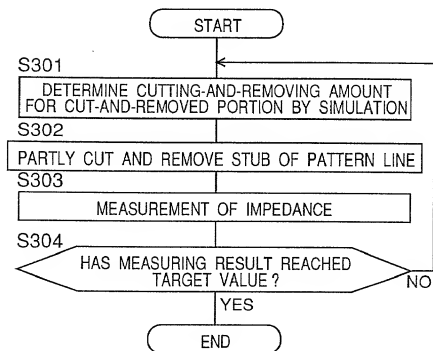 START
S301
DETERMINE CUTTING-AND-REMOVING AMOUNT
FOR CUT-AND-REMOVED PORTION BY SIMULATION
S302
PARTLY CUT AND REMOVE STUB OF PATTERN LINE
S303
MEASUREMENT OF IMPEDANCE
S304
HAS MEASURING RESULT REACHED
TARGET VALUE?
NO
YES
END